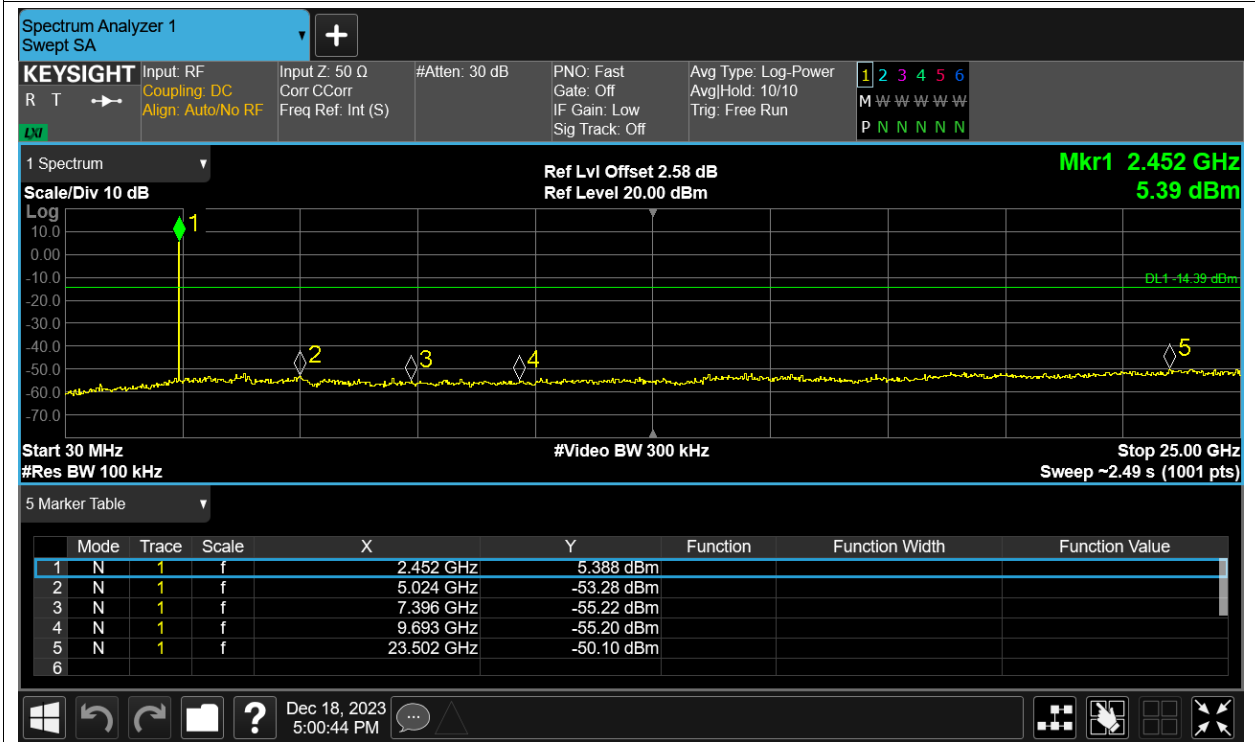 Spectrum Analyzer 1
Swept SA
KEYSIGHT
R T
LXI
Input: RF
Coupling: DC
Align: Auto/No RF
Input Z: 50 Ω
Corr CCorr
Freq Ref: Int (S)
#Atten: 30 dB
PNO: Fast
Gate: Off
IF Gain: Low
Sig Track: Off
Avg Type: Log-Power
Avg|Hold: 10/10
Trig: Free Run
1 2 3 4 5 6
M W W W W W
P N N N N N
1 Spectrum
Scale/Div 10 dB
Ref Lvl Offset 2.58 dB
Ref Level 20.00 dBm
Mkr1 2.452 GHz
5.39 dBm
Log
10.0
0.00
-10.0
-20.0
-30.0
-40.0
-50.0
-60.0
-70.0
1
2
3
4
5
DL1 -14.39 dBm
Start 30 MHz
#Res BW 100 kHz
#Video BW 300 kHz
Stop 25.00 GHz
Sweep ~2.49 s (1001 pts)
5 Marker Table
Mode Trace Scale X Y Function Function Width Function Value
1 N 1 f 2.452 GHz 5.388 dBm
2 N 1 f 5.024 GHz -53.28 dBm
3 N 1 f 7.396 GHz -55.22 dBm
4 N 1 f 9.693 GHz -55.20 dBm
5 N 1 f 23.502 GHz -50.10 dBm
6
?
Dec 18, 2023
5:00:44 PM